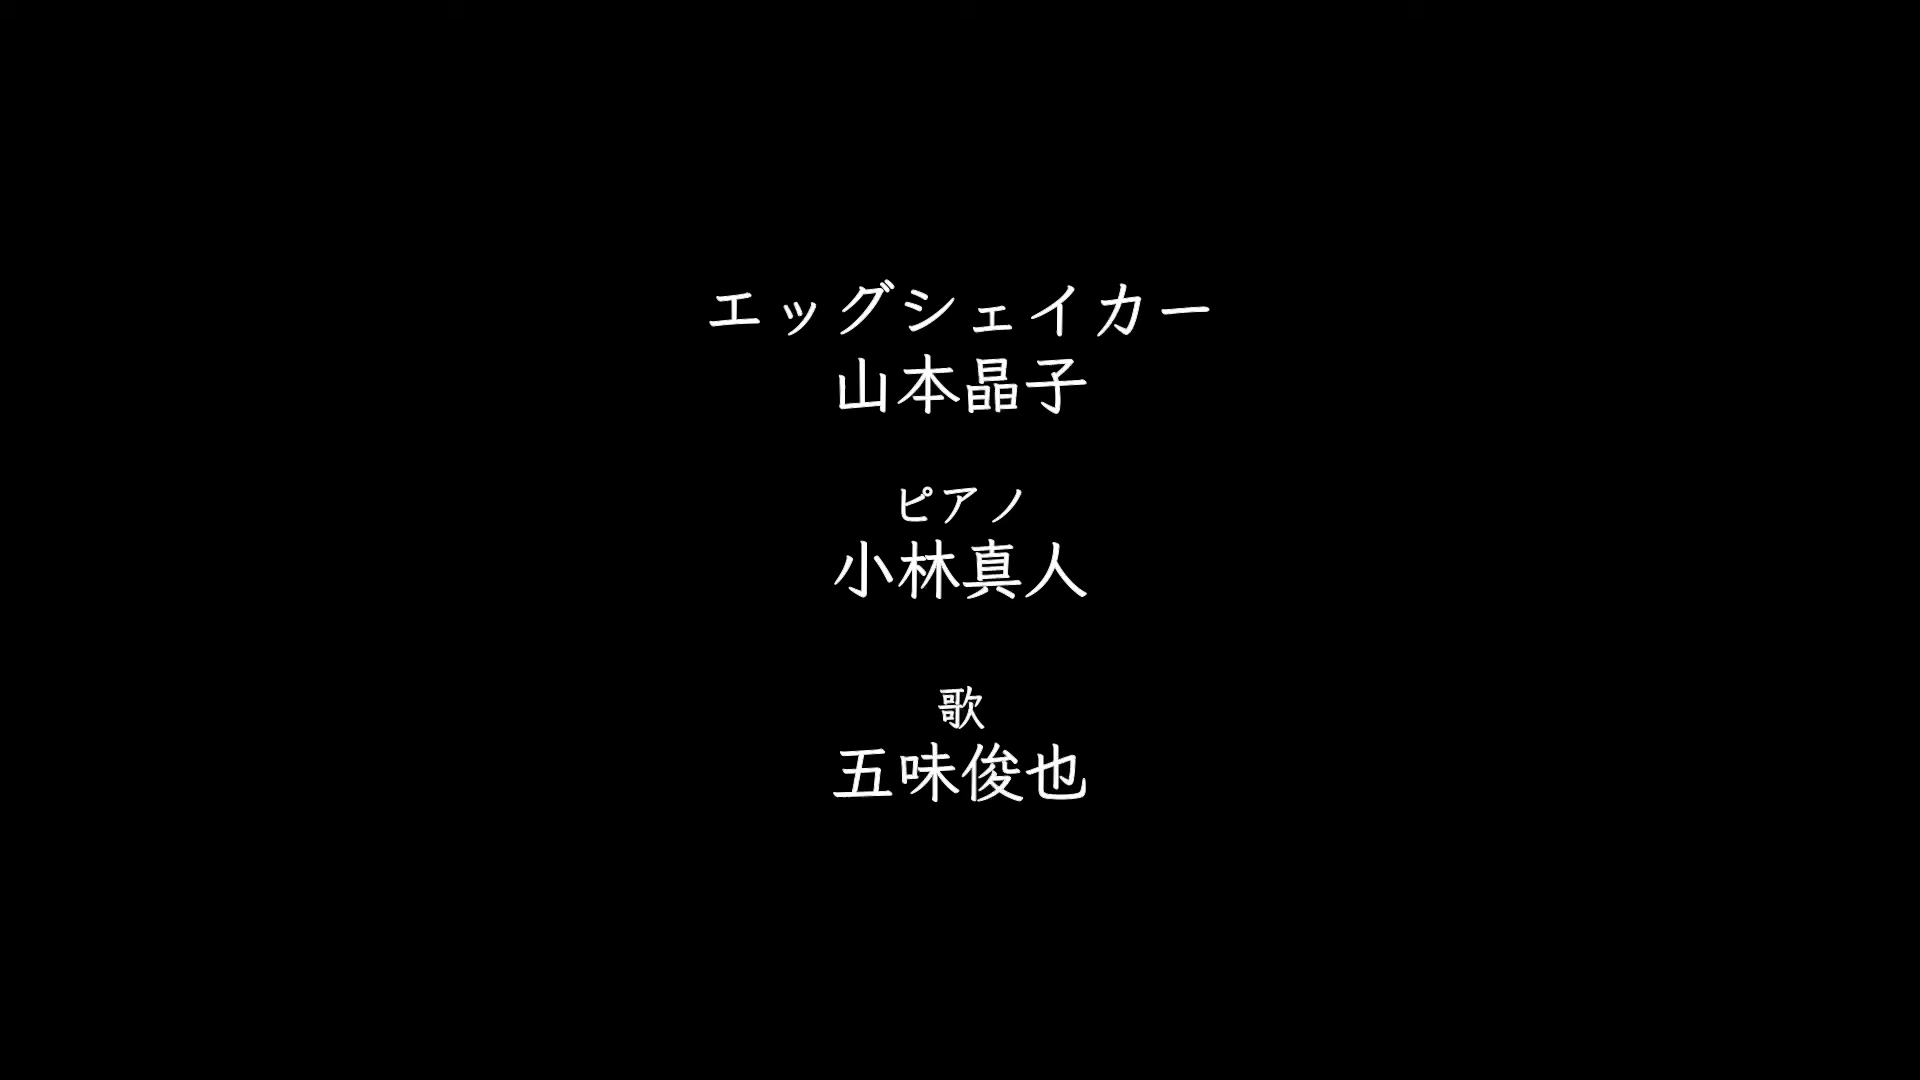 エッグシェイカー
山本晶子
ピアノ
小林真人
歌
五味俊也